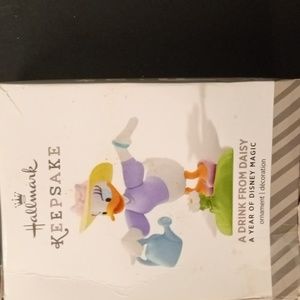 Hallmark
KEEPSAKE
A DRINK FROM DAISY
A YEAR OF DISNEY MAGIC
ornament | decoration